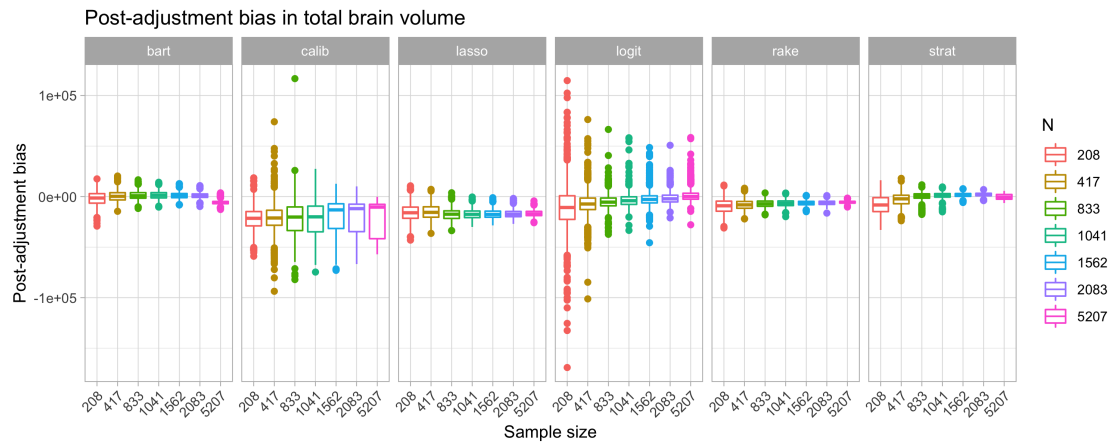 Post-adjustment bias in total brain volume
bart calib lasso logit rake strat
Post-adjustment bias
1e+05
0e+00
-1e+05
208 417 833 1041 1562 2083 5207 208 417 833 1041 1562 2083 5207 208 417 833 1041 1562 2083 5207 208 417 833 1041 1562 2083 5207 208 417 833 1041 1562 2083 5207 208 417 833 1041 1562 2083 5207
Sample size
N
208
417
833
1041
1562
2083
5207